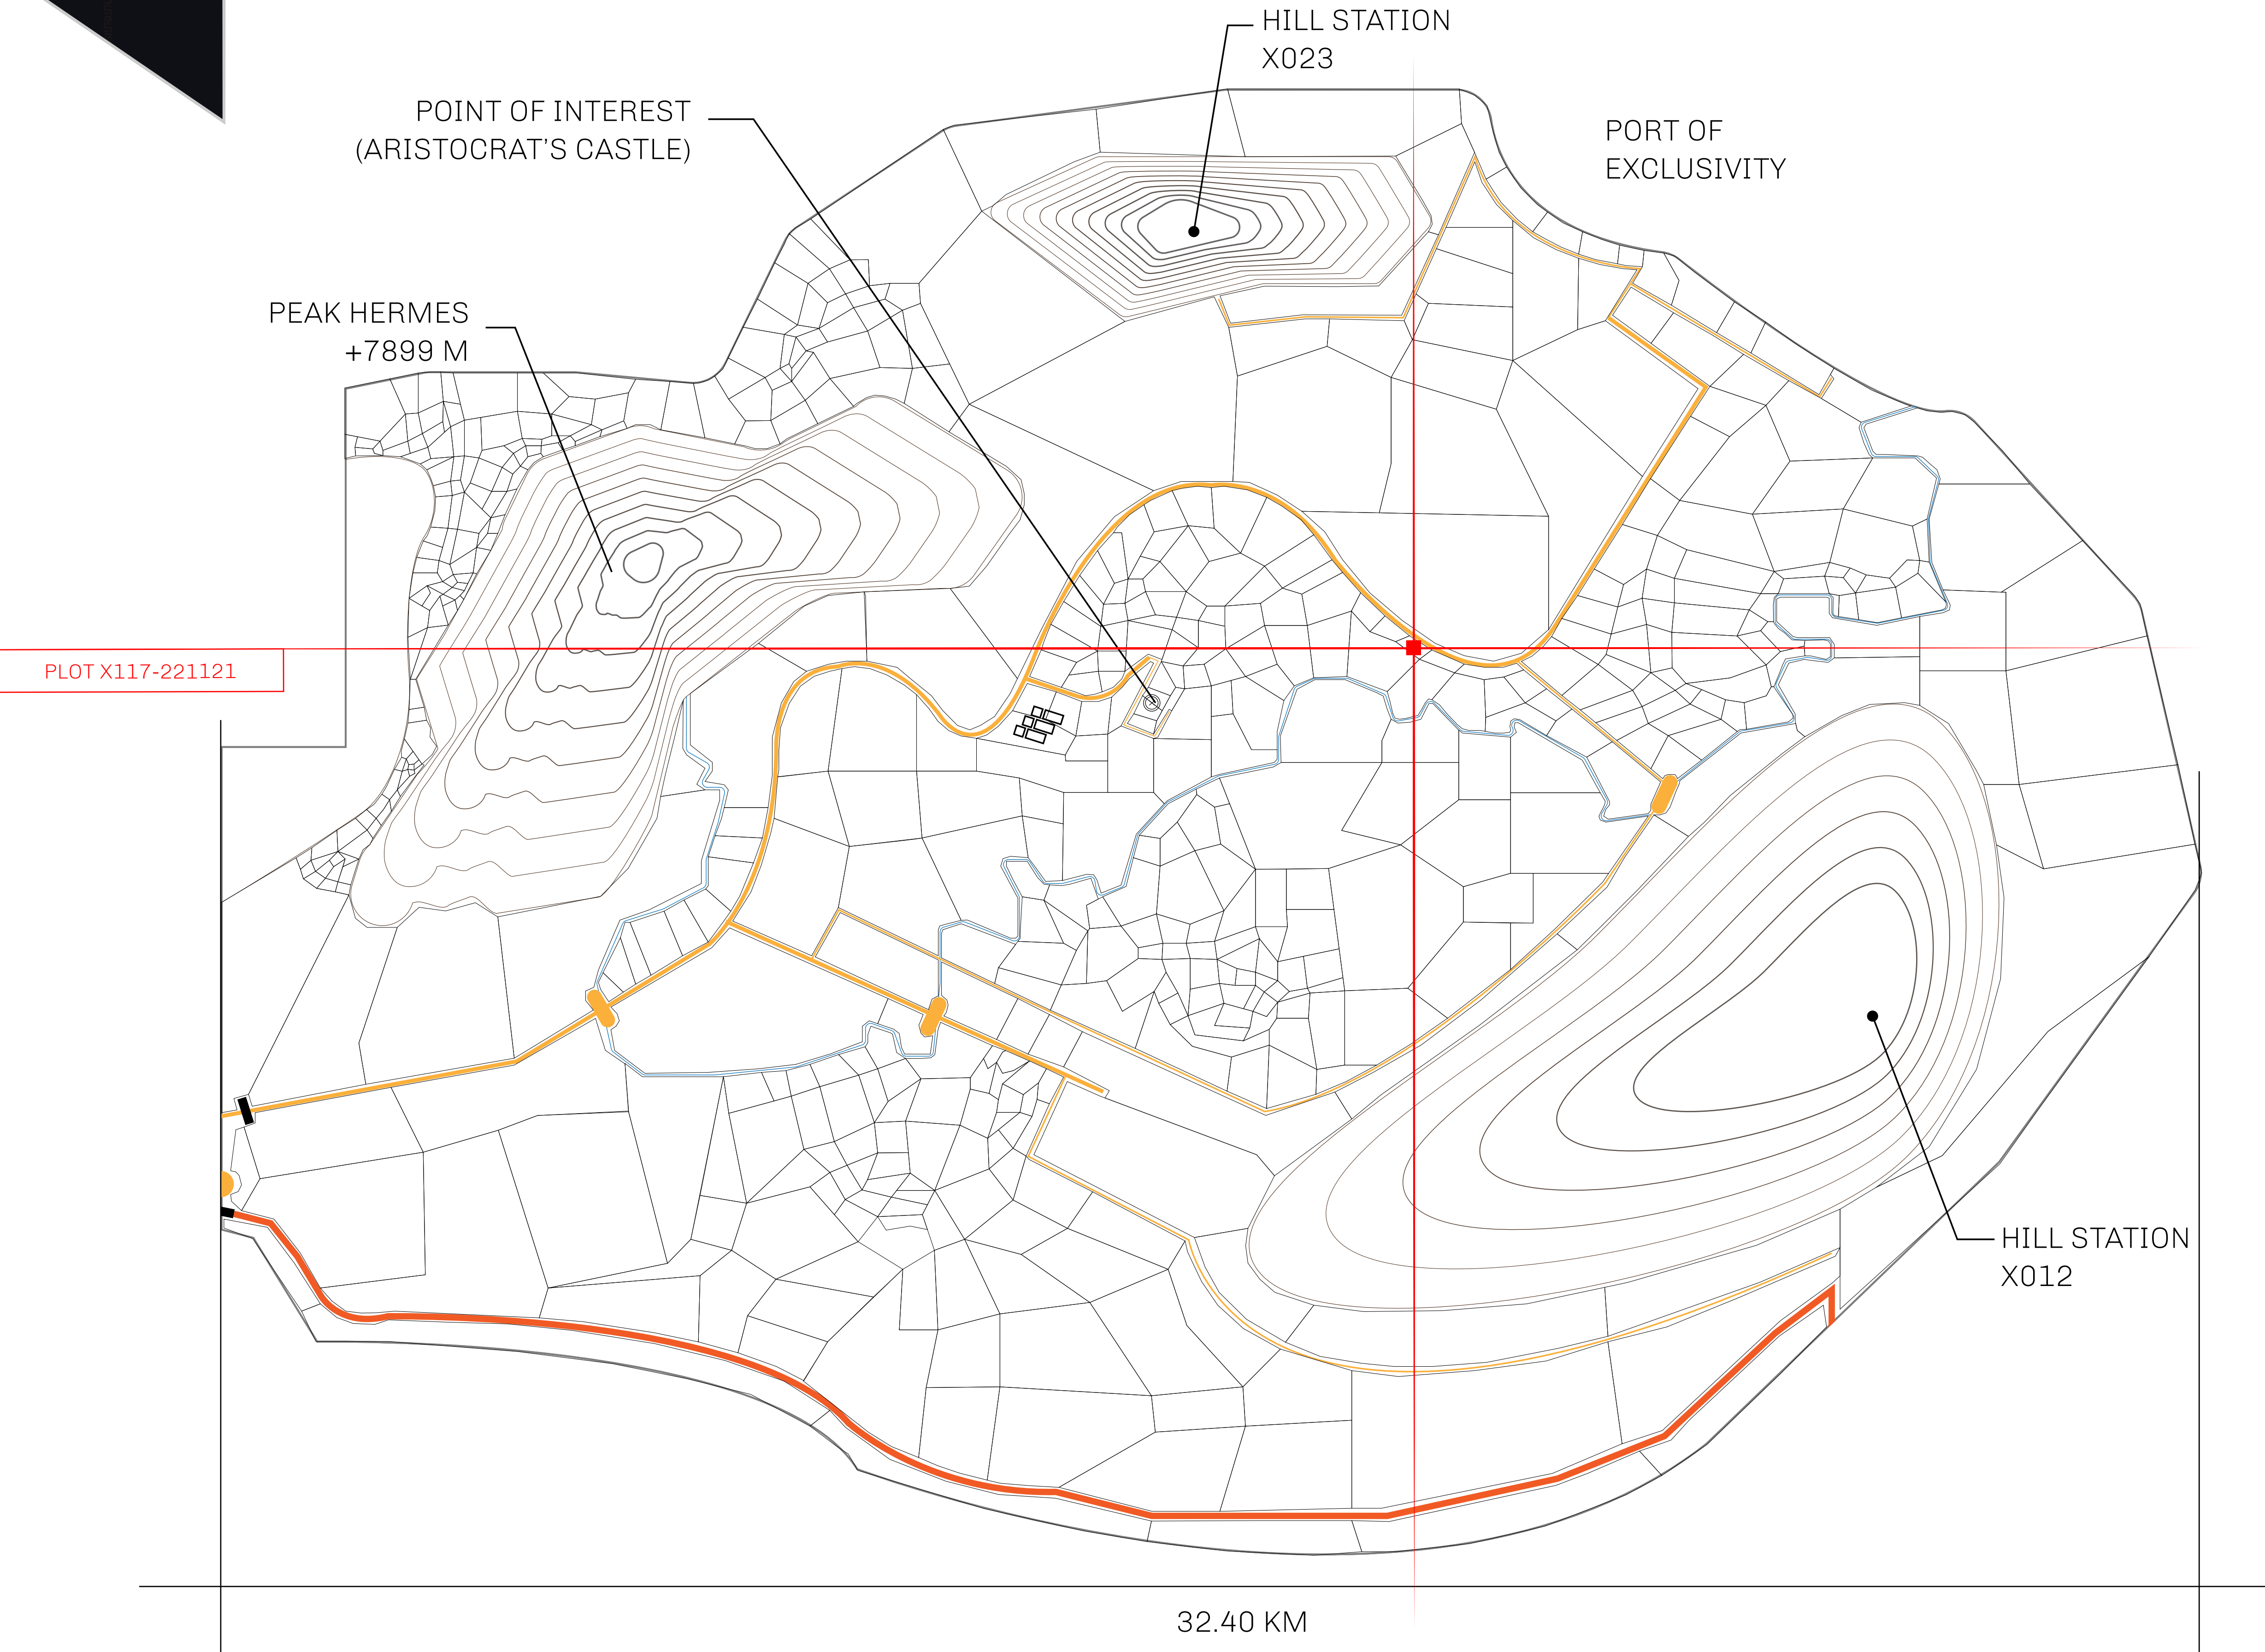 HILL STATION
X023
POINT OF INTEREST
(ARISTOCRAT'S CASTLE)
PORT OF
EXCLUSIVITY
PEAK HERMES
+7899 M
PLOT X117-221121
HILL STATION
X012
32.40 KM